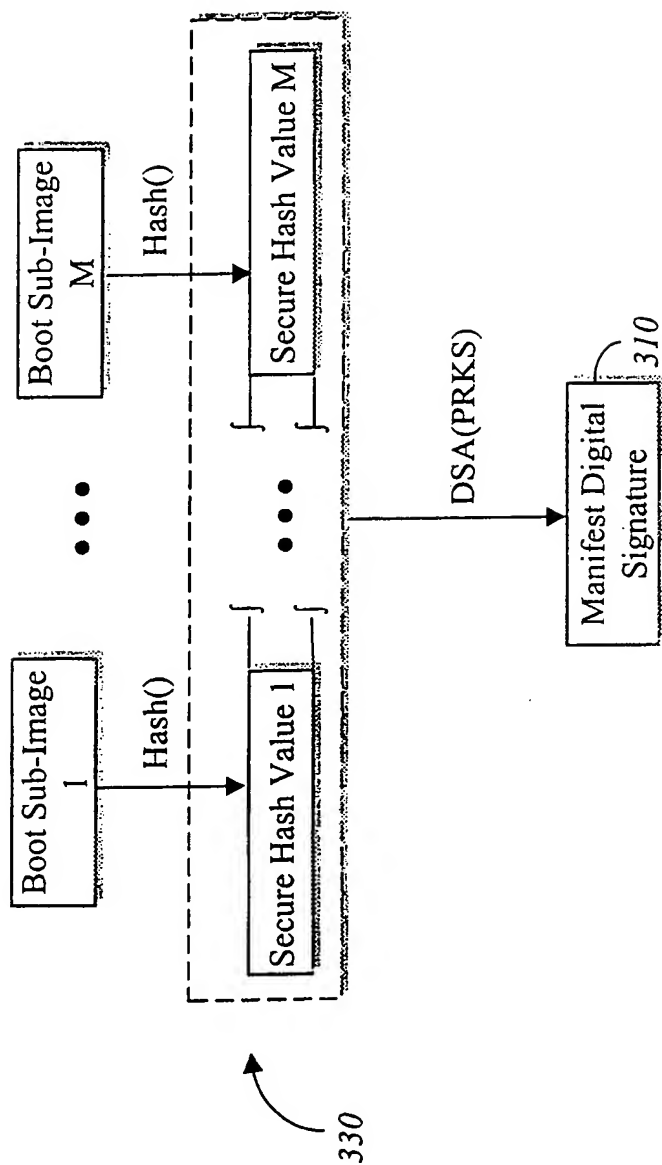 Boot Sub-Image
1
Boot Sub-Image
M
Hash()
Hash()
Secure Hash Value 1
Secure Hash Value M
330
DSA(PRKS)
Manifest Digital
Signature
310